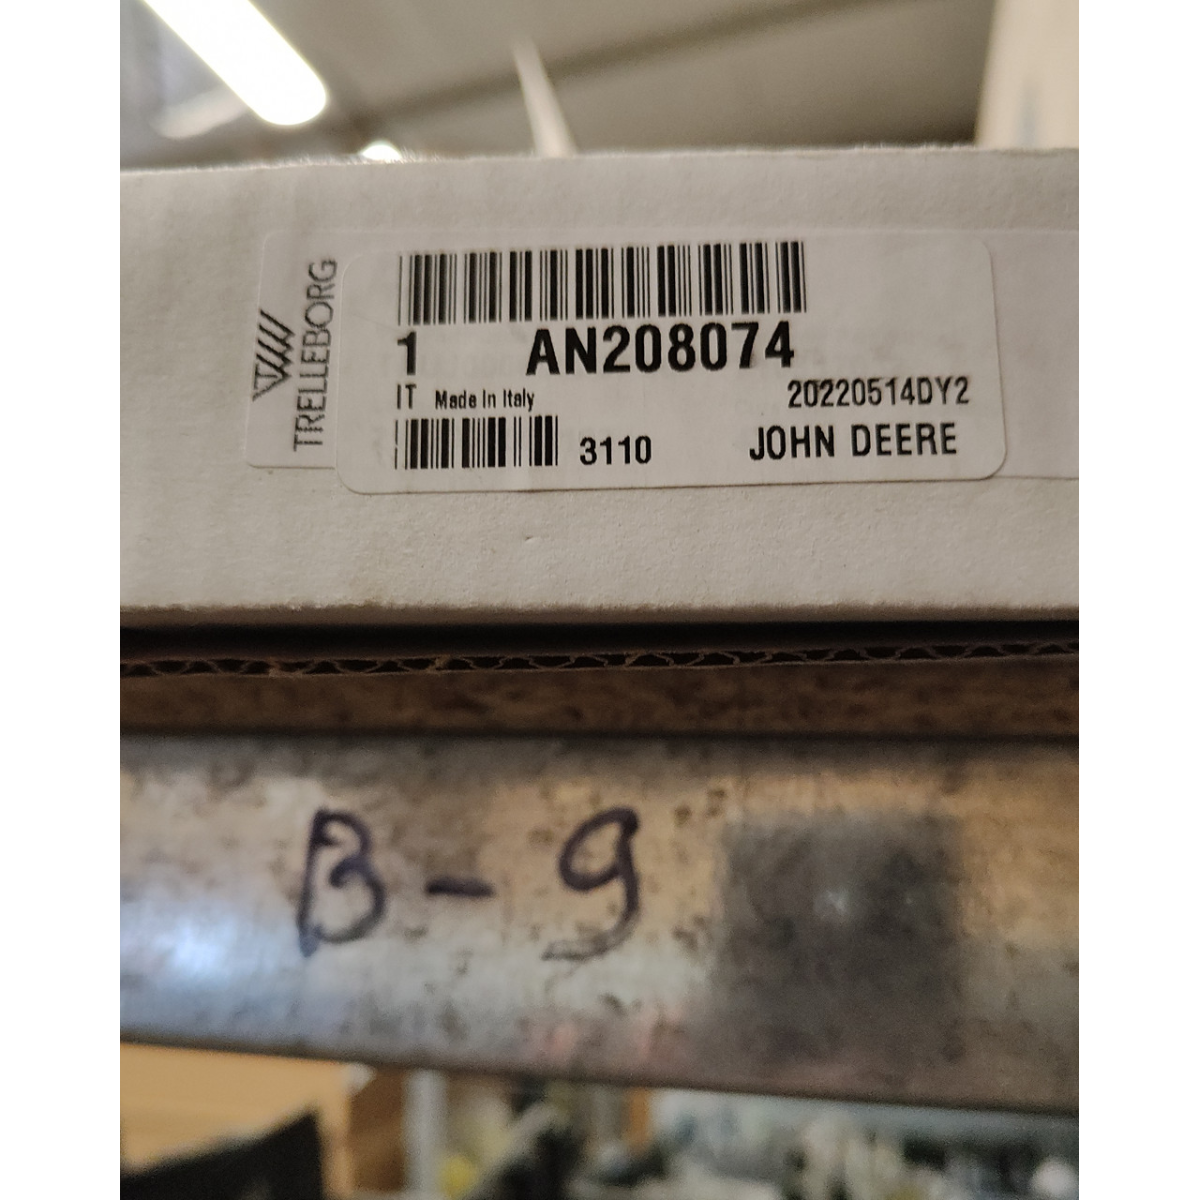 TRELLEBORG
1 AN208074
IT Made in Italy 20220514DY2
3110 JOHN DEERE
B-9